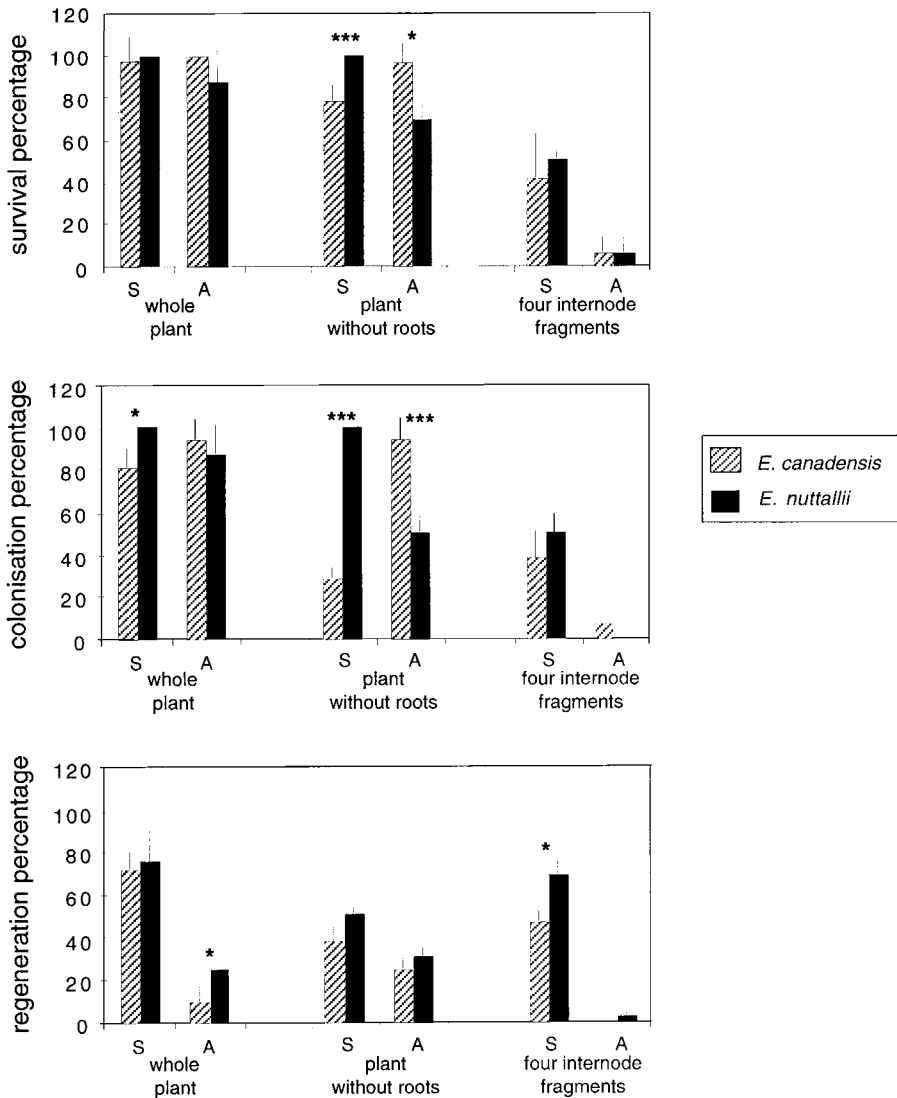 survival percentage
120
100
80
60
40
20
0
*** *
S A S A S A
whole plant four internode
plant without roots fragments
colonisation percentage
120
100
80
60
40
20
0
* *** ***
S A S A S A
whole plant four internode
plant without roots fragments
E. canadensis
E. nuttallii
regeneration percentage
120
100
80
60
40
20
0
* *
S A S A S A
whole plant four internode
plant without roots fragments